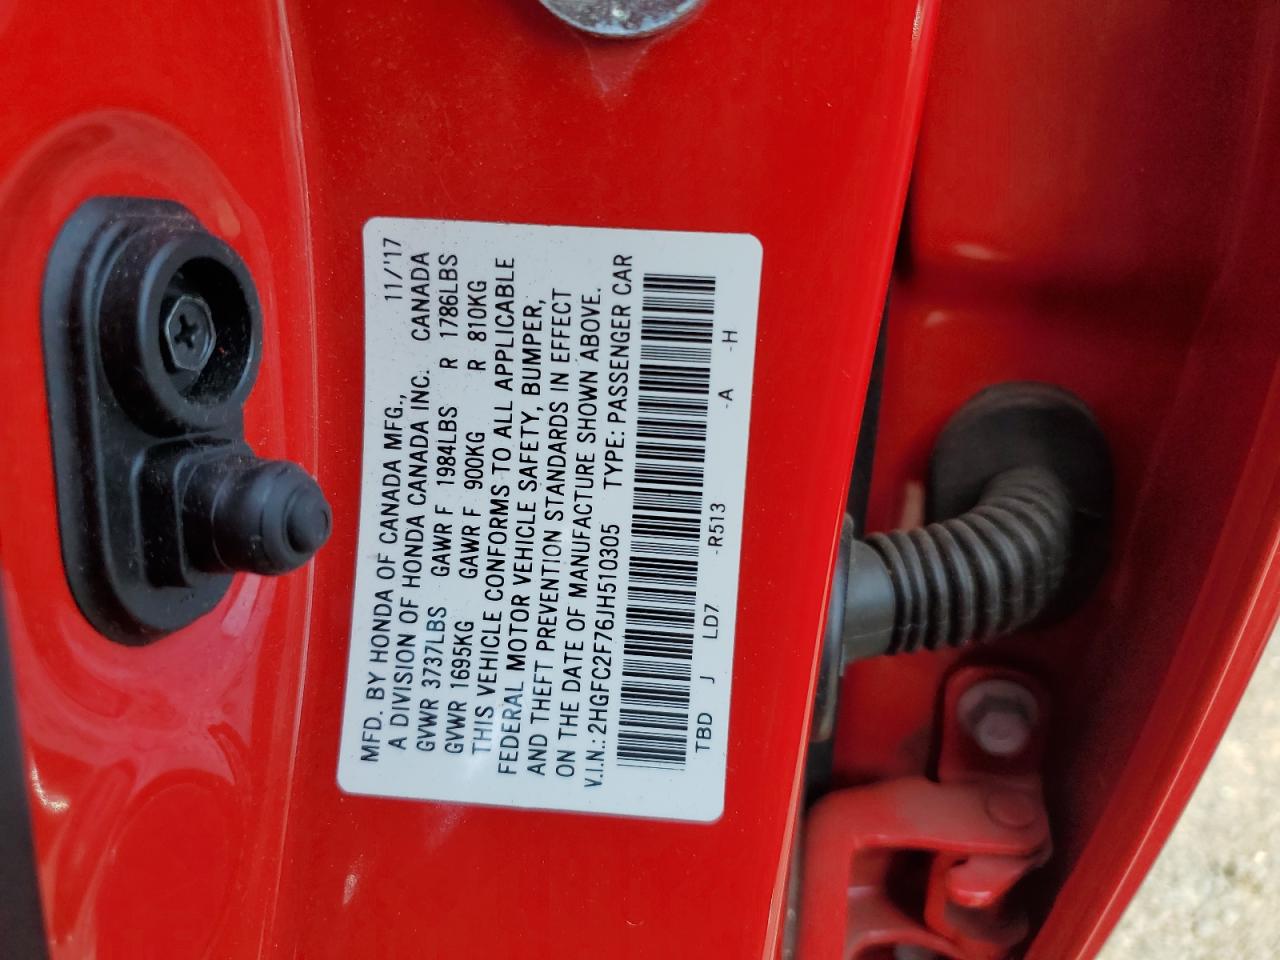 MFD. BY HONDA OF CANADA MFG., 11/'17
A DIVISION OF HONDA CANADA INC. CANADA
GVWR 3737LBS GAWR F 1984LBS R 1786LBS
GVWR 1695KG GAWR F 900KG R 810KG
THIS VEHICLE CONFORMS TO ALL APPLICABLE
FEDERAL MOTOR VEHICLE SAFETY, BUMPER,
AND THEFT PREVENTION STANDARDS IN EFFECT
ON THE DATE OF MANUFACTURE SHOWN ABOVE.
V.I.N.:2HGFC2F76JH510305 TYPE:PASSENGER CAR
TBD J LD7 -R513 -A -H